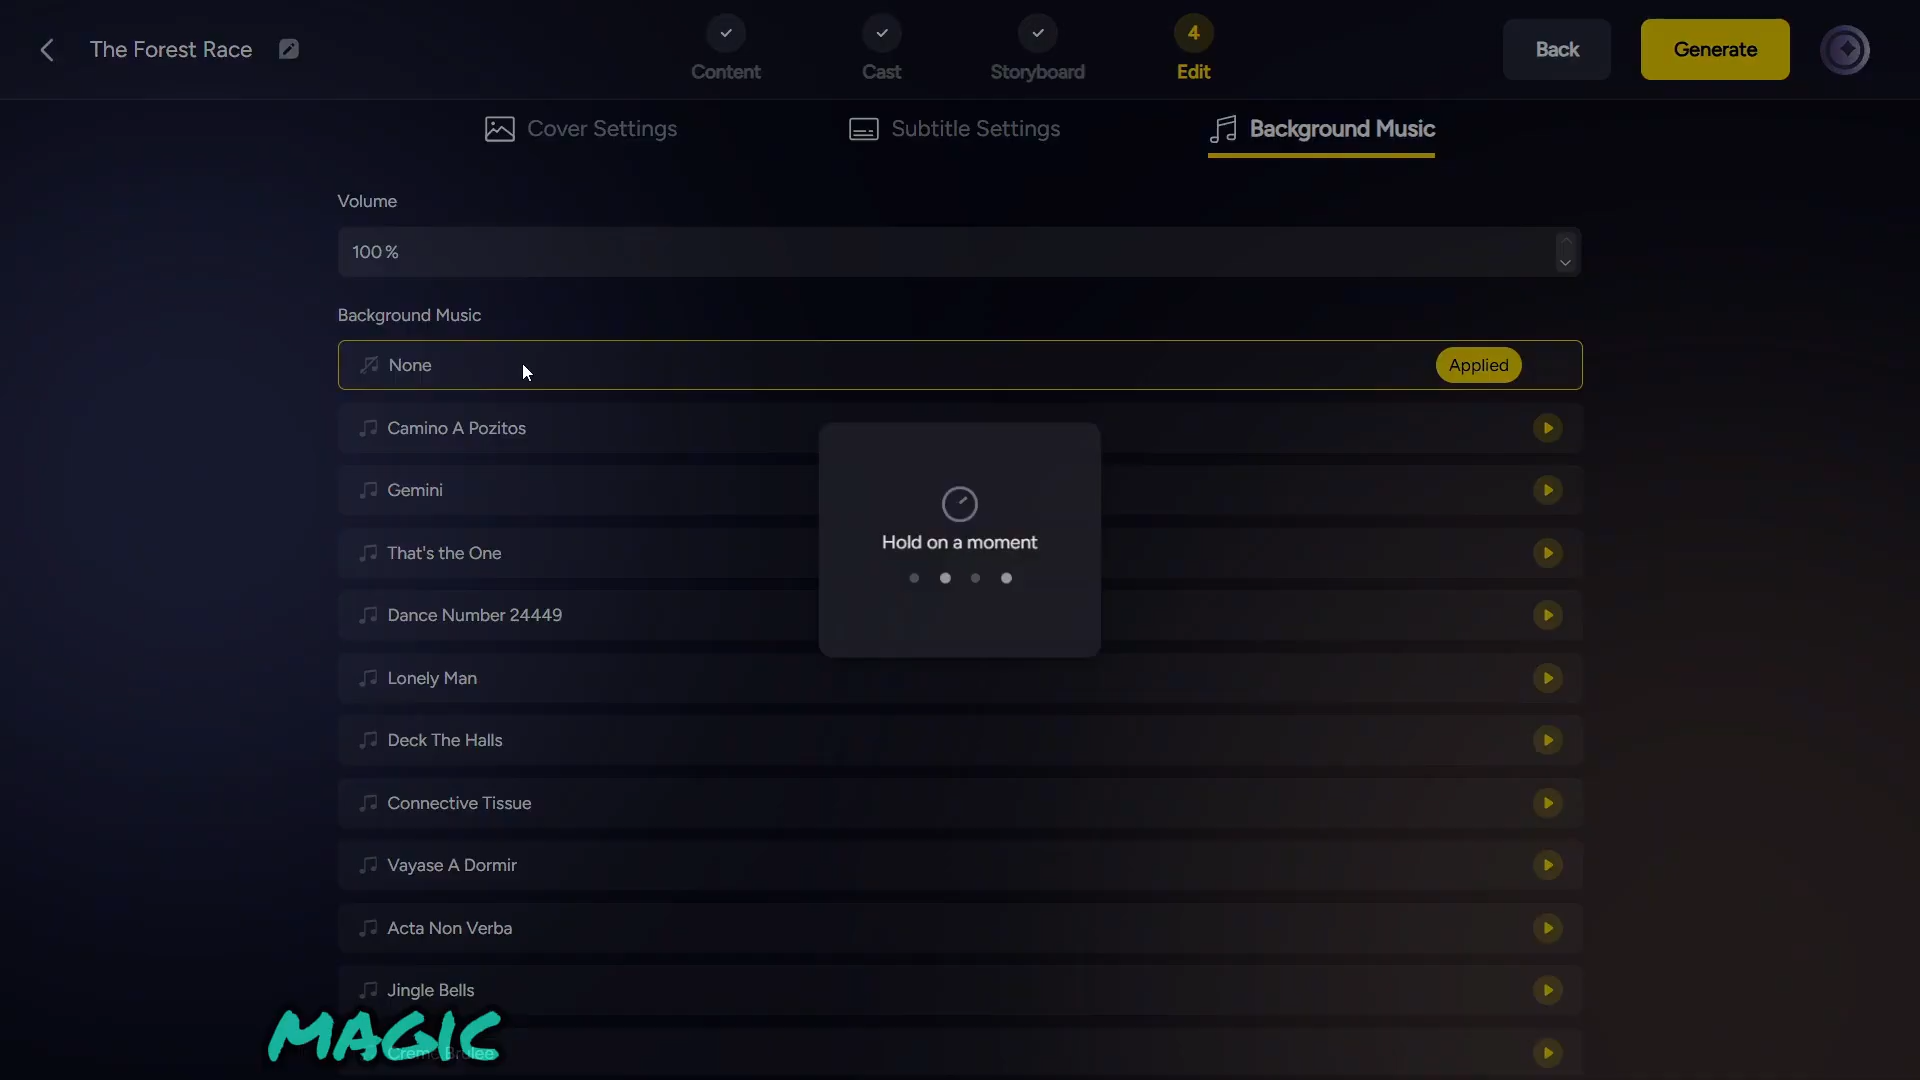 The Forest Race
Content
Cast
Storyboard
4
Edit
Back
Generate
Cover Settings
Subtitle Settings
Background Music
Volume
100 %
Background Music
None
Applied
Camino A Pozitos
Gemini
That's the One
Dance Number 24449
Lonely Man
Deck The Halls
Connective Tissue
Vayase A Dormir
Acta Non Verba
Jingle Bells
Creme Brulee
Hold on a moment
MAGIC